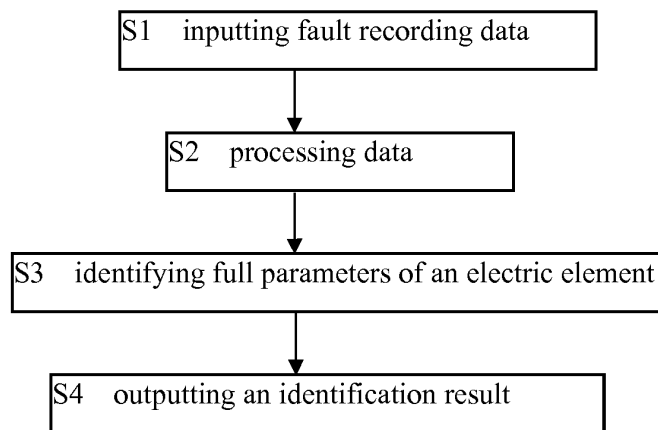 S1 inputting fault recording data
S2 processing data
S3 identifying full parameters of an electric element
S4 outputting an identification result